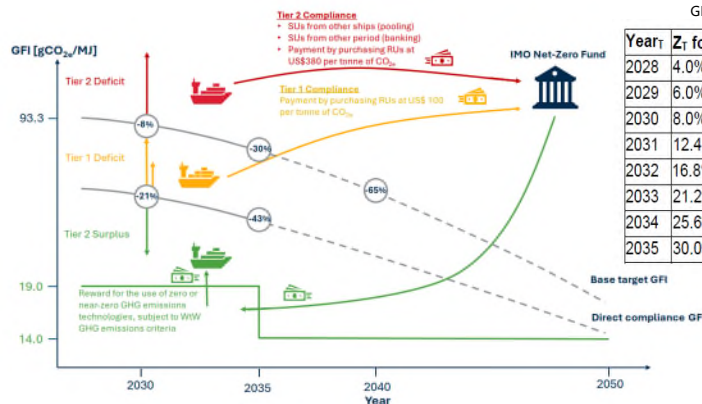 GFI [gCO2e/MJ]
Tier 2 Deficit
93.3
Tier 1 Deficit
Tier 2 Surplus
19.0
14.0
Tier 2 Compliance
• SUs from other ships (pooling)
• SUs from other period (banking)
• Payment by purchasing RUs at
US$380 per tonne of CO2e
Tier 1 Compliance
Payment by purchasing RUs at US$ 100
per tonne of CO2e
IMO Net-Zero Fund
-8%
-30%
-65%
-21%
-43%
Reward for the use of zero or
near-zero GHG emissions
technologies, subject to WtW
GHG emissions criteria
Base target GFI
Direct compliance GF
2030
2035
2040
2050
Year
YearT ZT fo
2028 4.0%
2029 6.0%
2030 8.0%
2031 12.4
2032 16.8
2033 21.2
2034 25.6
2035 30.0